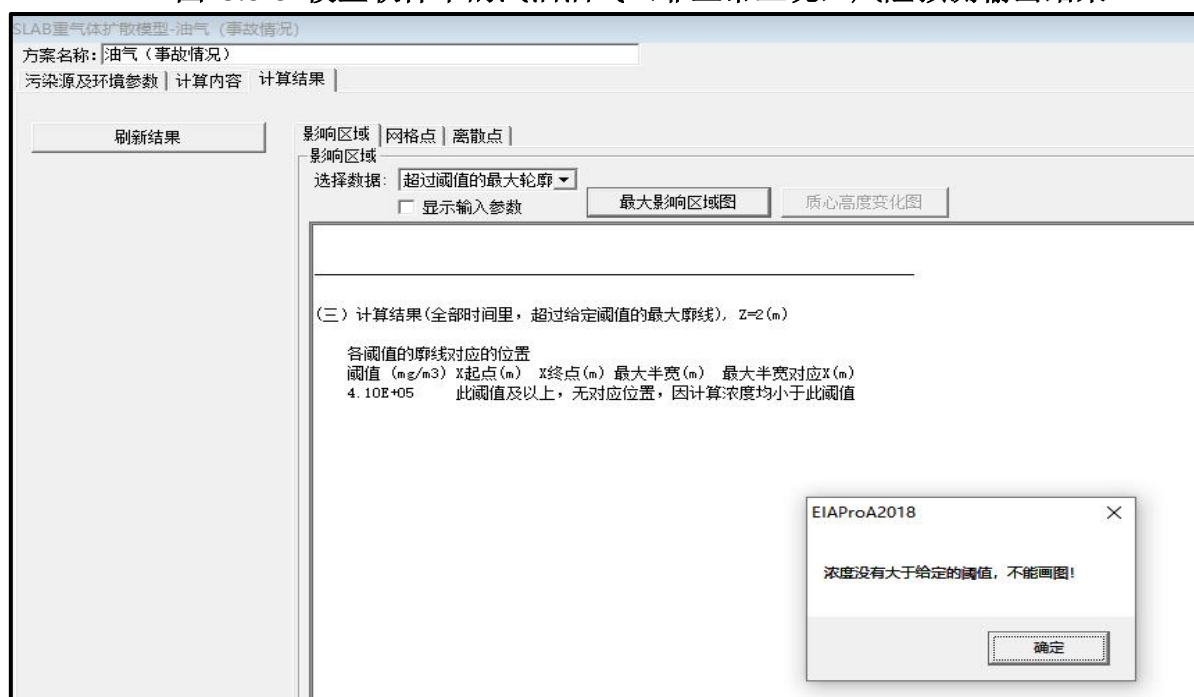 SLAB重气体扩散模型-油气（事故情况）
方案名称：油气（事故情况）
污染源及环境参数 计算内容 计算结果
刷新结果
影响区域 网格点 离散点
影响区域
选择数据： 超过阈值的最大轮廓
显示输入参数 最大影响区域图 质心高度变化图
(三) 计算结果(全部时间里，超过给定阈值的最大廓线)， Z=2(m)
各阈值的廓线对应的位置
阈值 (mg/m3) X起点(m) X终点(m) 最大半宽(m) 最大半宽对应X(m)
4.10E+05 此阈值及以上，无对应位置，因计算浓度均小于此阈值
EIAProA2018
浓度没有大于给定的阈值，不能画图!
确定